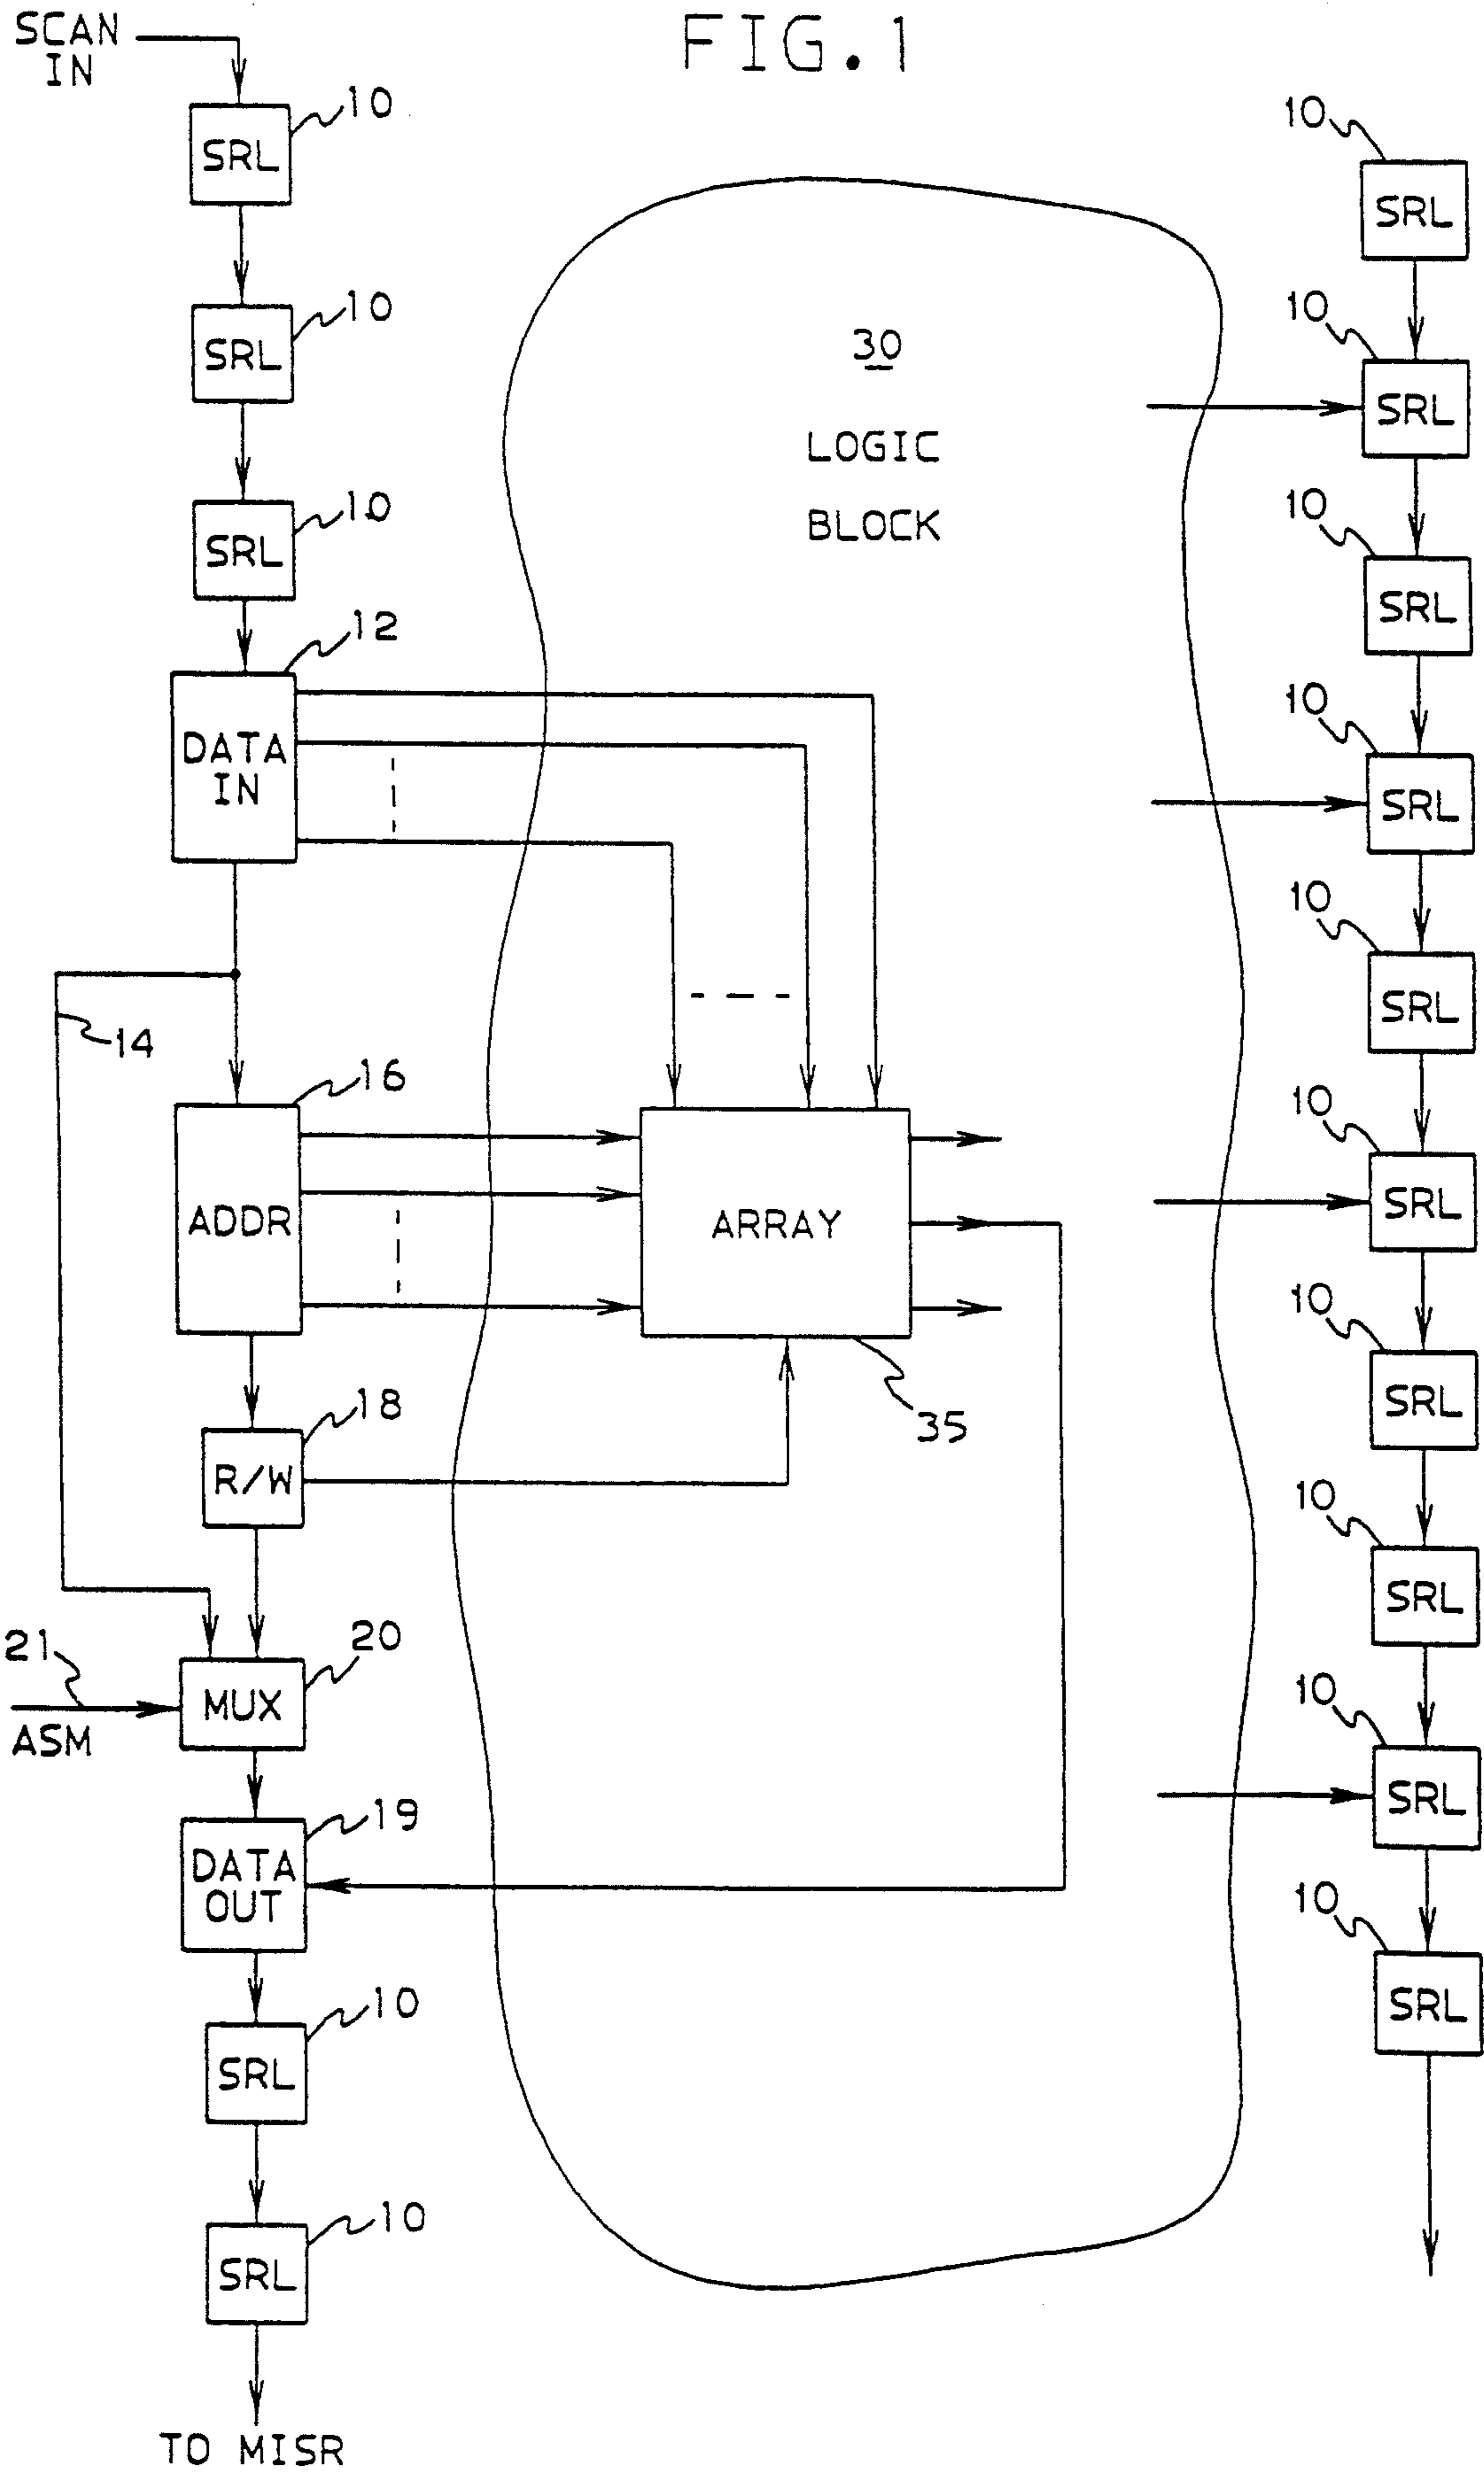 FIG. 1
SCAN
IN
10
SRL
10
SRL
10
SRL
12
DATA
IN
14
16
ADDR
18
R/W
20
21
MUX
ASM
19
DATA
OUT
10
SRL
10
SRL
TO MISR
30
LOGIC
BLOCK
ARRAY
35
10
SRL
10
SRL
10
SRL
10
SRL
10
SRL
10
SRL
10
SRL
10
SRL
10
SRL
10
SRL